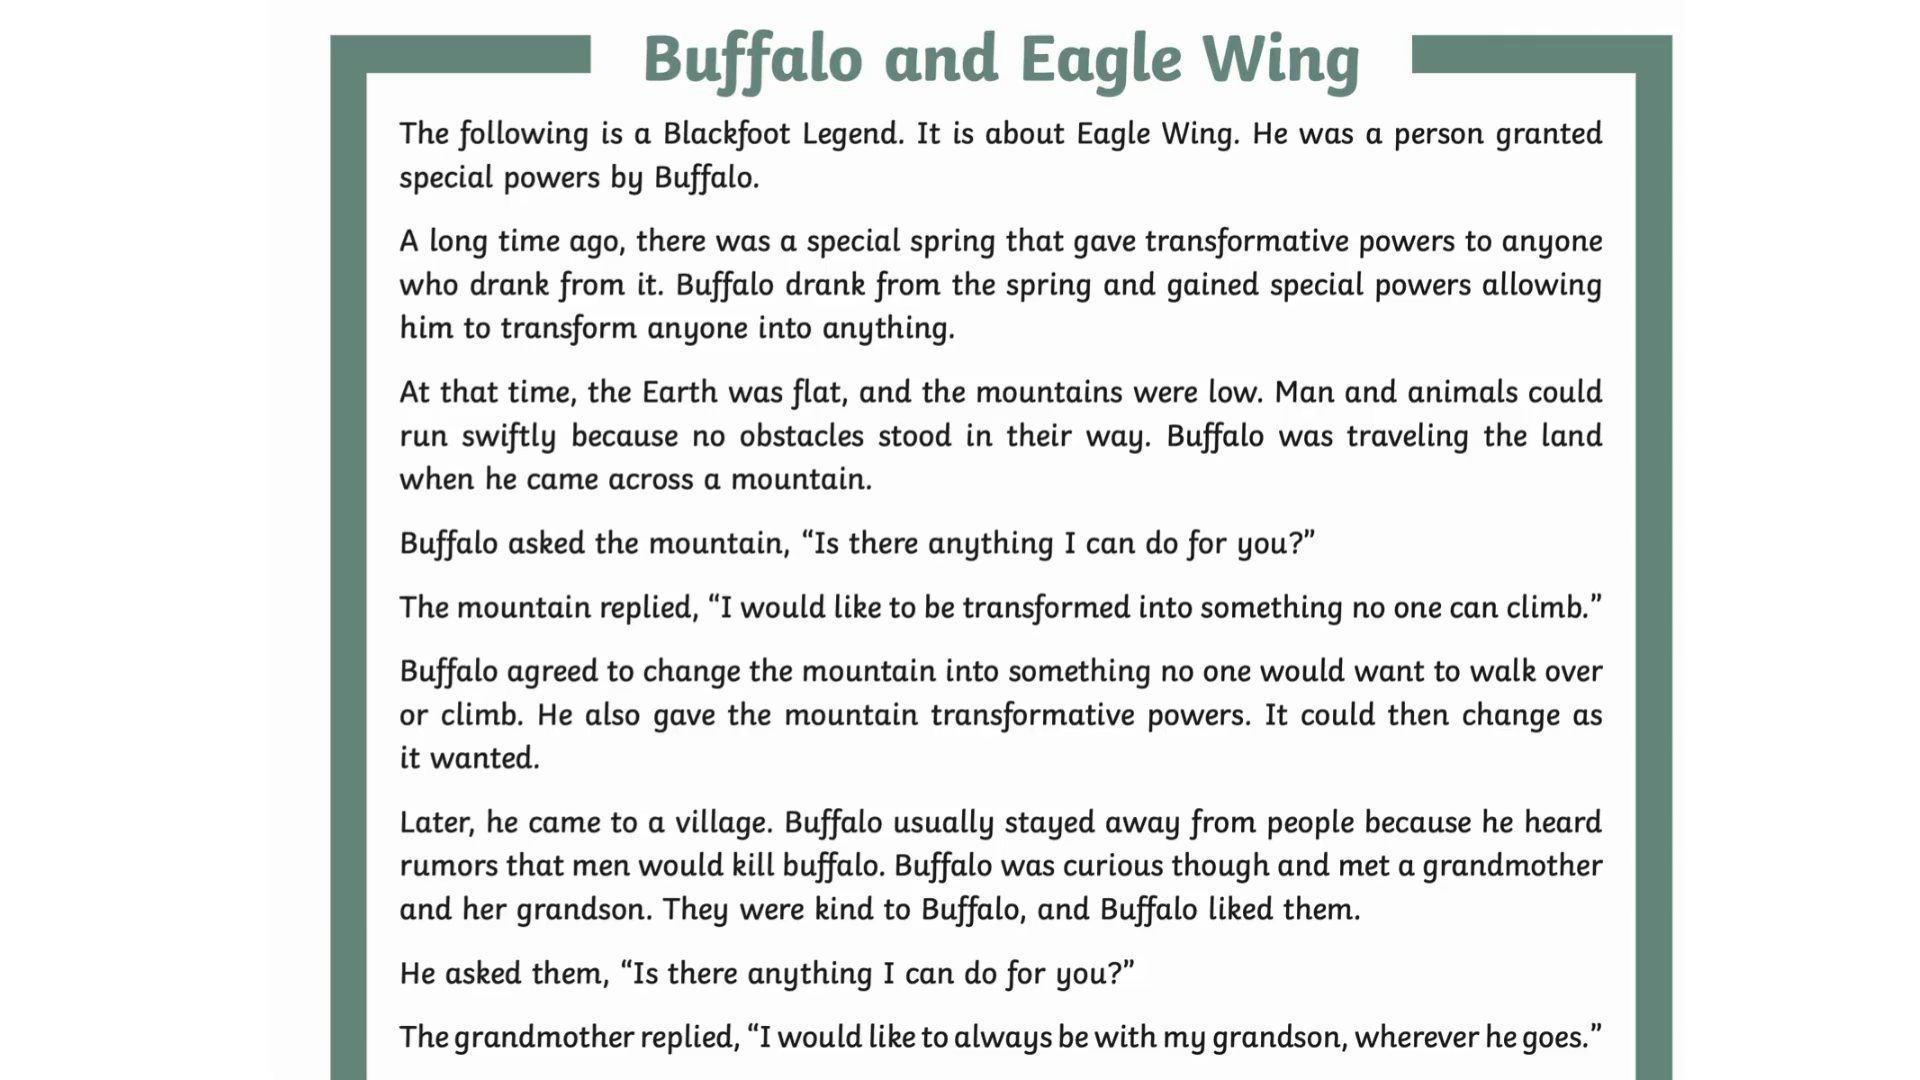 Buffalo and Eagle Wing
The following is a Blackfoot Legend. It is about Eagle Wing. He was a person granted
special powers by Buffalo.
A long time ago, there was a special spring that gave transformative powers to anyone
who drank from it. Buffalo drank from the spring and gained special powers allowing
him to transform anyone into anything.
At that time, the Earth was flat, and the mountains were low. Man and animals could
run swiftly because no obstacles stood in their way. Buffalo was traveling the land
when he came across a mountain.
Buffalo asked the mountain, “Is there anything I can do for you?”
The mountain replied, “I would like to be transformed into something no one can climb.”
Buffalo agreed to change the mountain into something no one would want to walk over
or climb. He also gave the mountain transformative powers. It could then change as
it wanted.
Later, he came to a village. Buffalo usually stayed away from people because he heard
rumors that men would kill buffalo. Buffalo was curious though and met a grandmother
and her grandson. They were kind to Buffalo, and Buffalo liked them.
He asked them, “Is there anything I can do for you?”
The grandmother replied, “I would like to always be with my grandson, wherever he goes.”